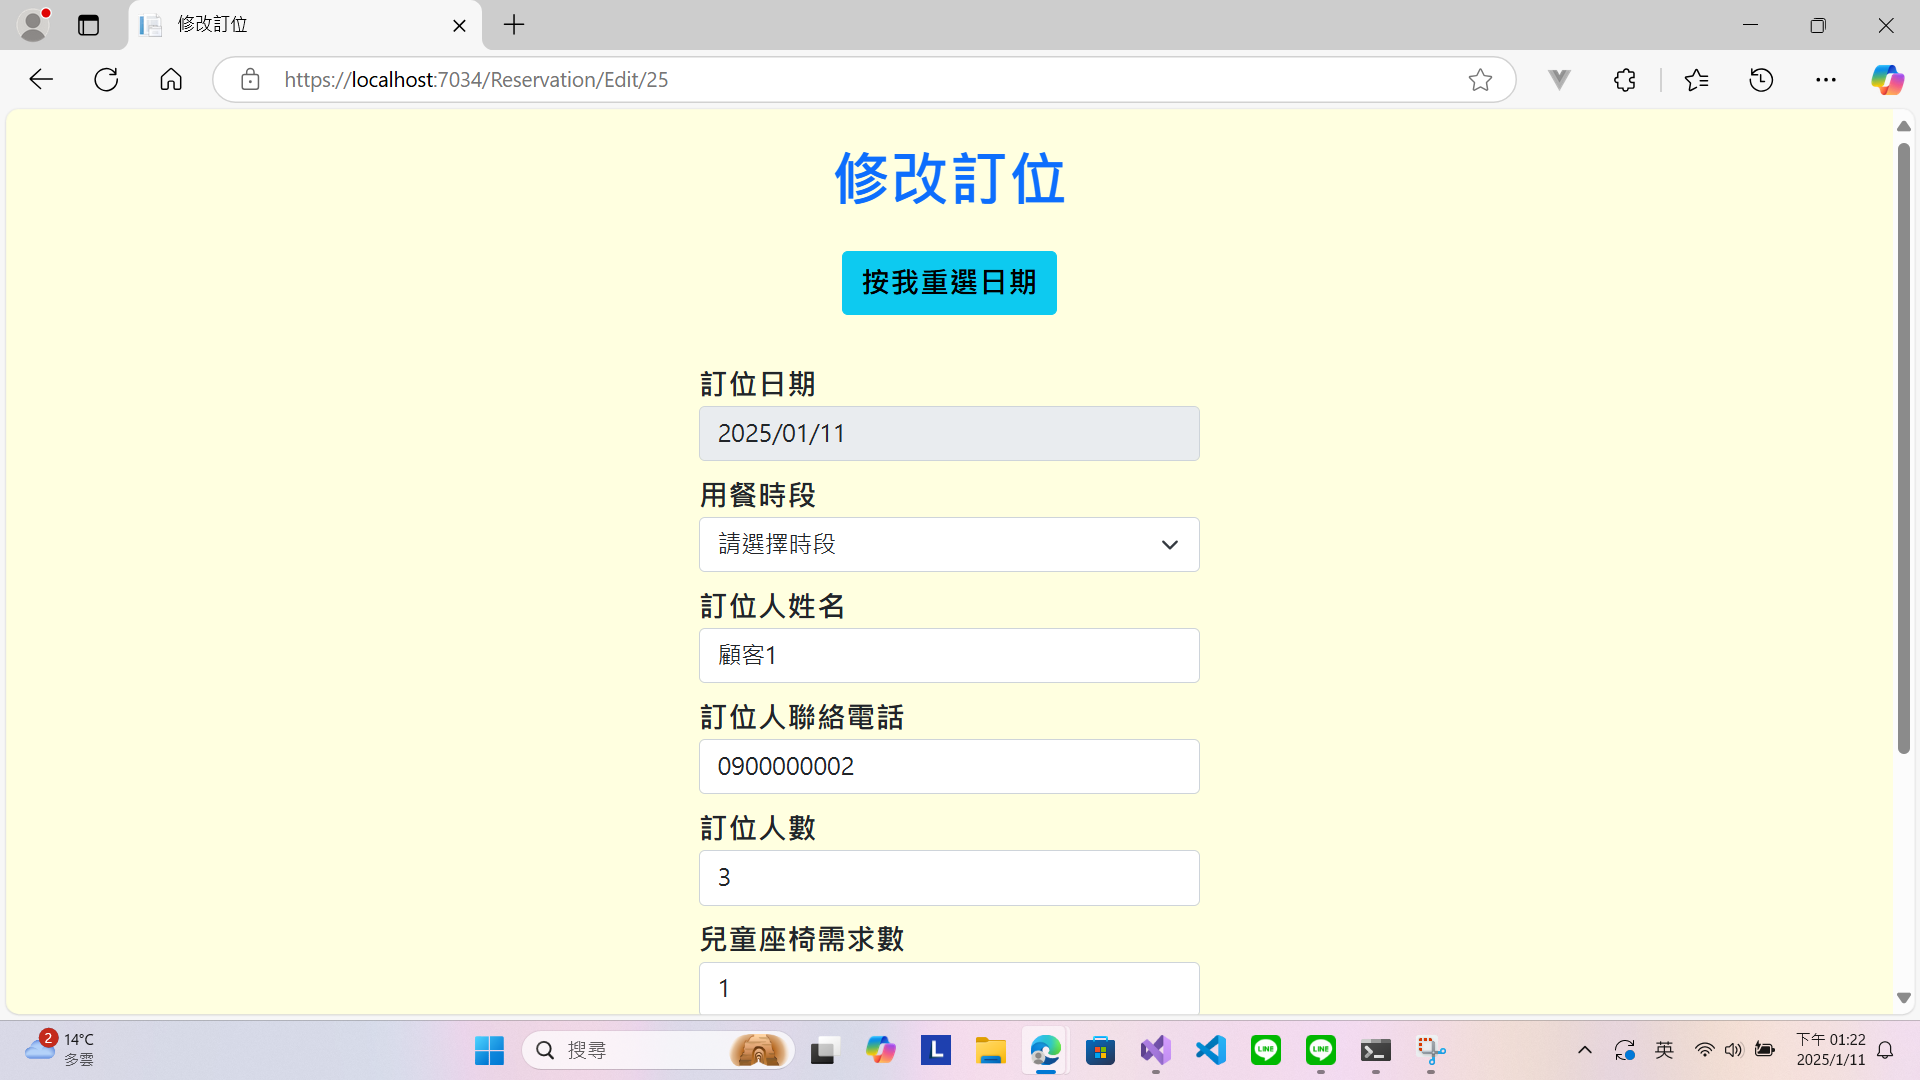 修改訂位
https://localhost:7034/Reservation/Edit/25
修改訂位
按我重選日期
訂位日期
2025/01/11
用餐時段
請選擇時段
訂位人姓名
顧客1
訂位人聯絡電話
0900000002
訂位人數
3
兒童座椅需求數
1
2
14°C
多雲
搜尋
L
LINE
LINE
英
下午 01:22
2025/1/11